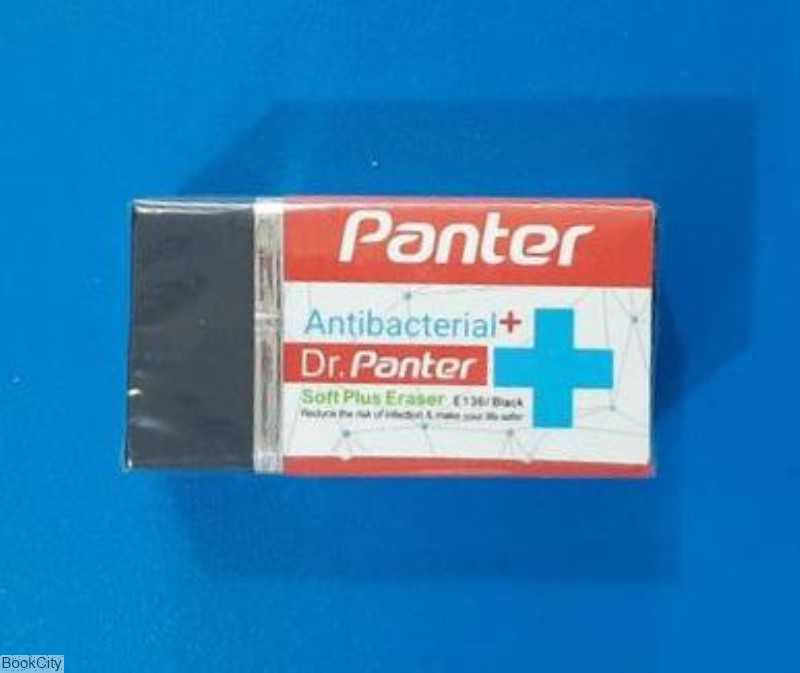 Panter
Antibacterial+
Dr. Panter
Soft Plus Eraser E136/Black
Reduce the risk of infection & make your life safer
BookCity